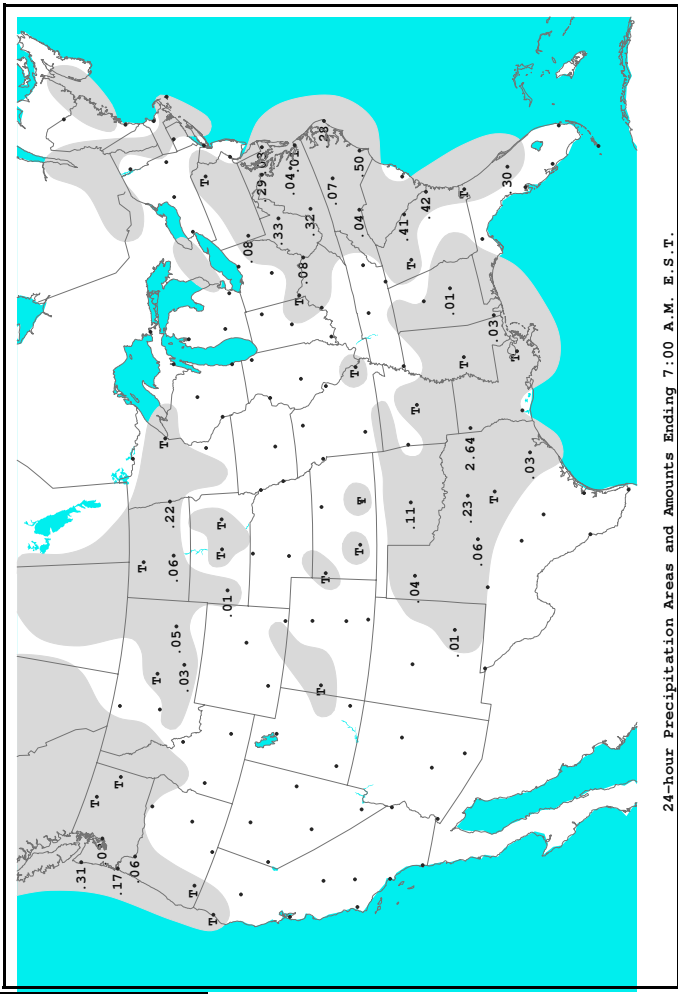 .31
T
.03
.17
T
.06
T
T
T
.22
.06
.05
.03
T
T
T
T
T
.01
.08
.29
.03
.33
.04
.01
T
.08
.32
T
.28
T
.07
T
.04
.50
T
T
.41
T
.11
.04
T
.42
.01
.01
T
T
.23
2.64
.06
.03
T
.30
T
.03
24-hour Precipitation Areas and Amounts Ending 7:00 A.M. E.S.T.